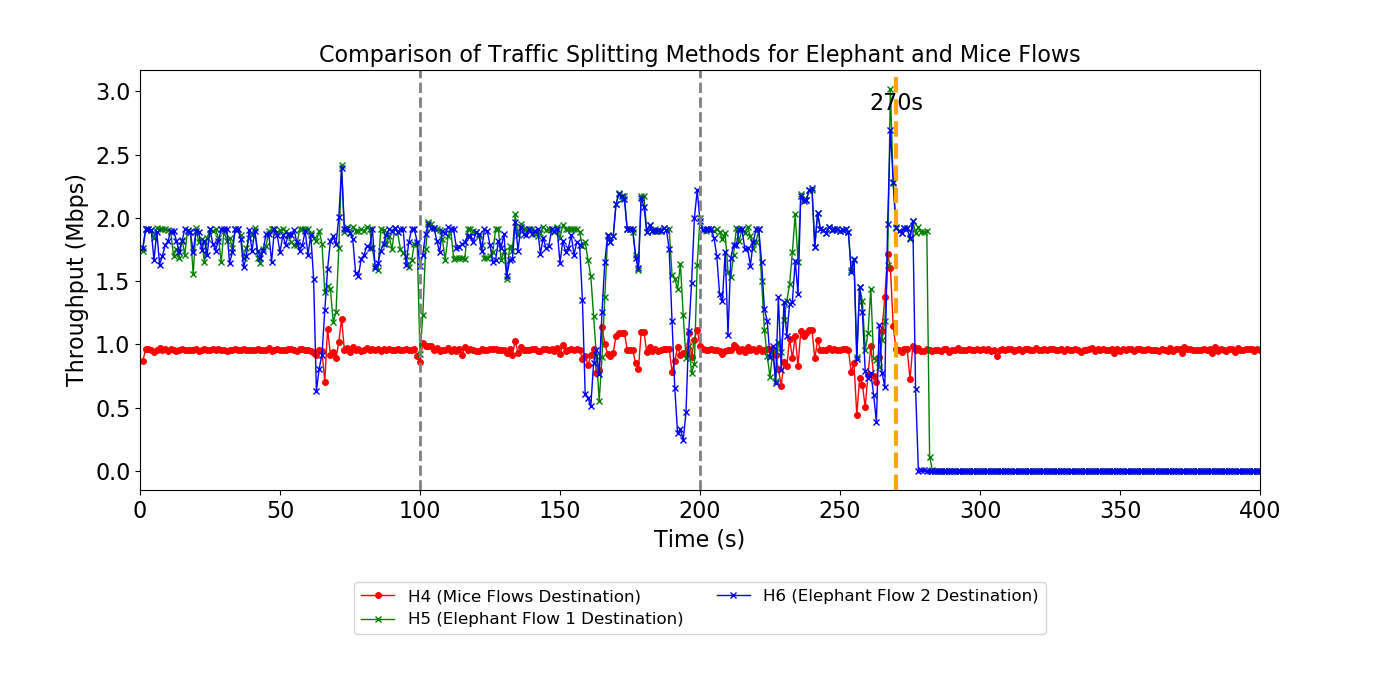 Comparison of Traffic Splitting Methods for Elephant and Mice Flows
Throughput (Mbps)
3.0
2.5
2.0
1.5
1.0
0.5
0.0
270s
0 50 100 150 200 250 300 350 400
Time (s)
H4 (Mice Flows Destination)
H5 (Elephant Flow 1 Destination)
H6 (Elephant Flow 2 Destination)